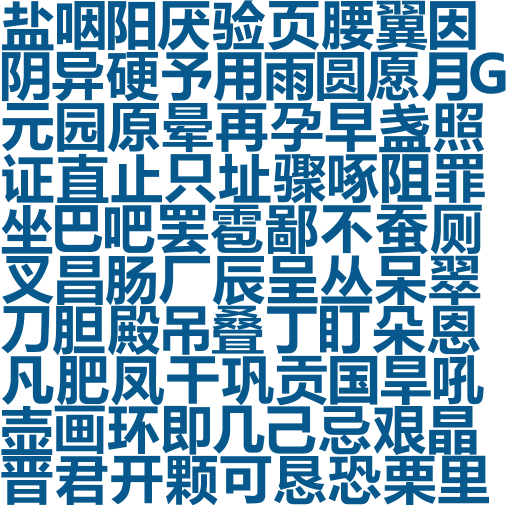 盐咽阳厌验页腰翼因
阴异硬予用雨圆愿月G
元园原晕再孕早盏照
证直止只址骤啄阻罪
坐巴吧罢雹鄙不蚕厕
叉昌肠厂辰呈丛呆翠
刀胆殿吊叠丁盯朵恩
凡肥凤干巩贡国旱吼
壶画环即几己忌艰晶
晋君开颗可恳恐栗里